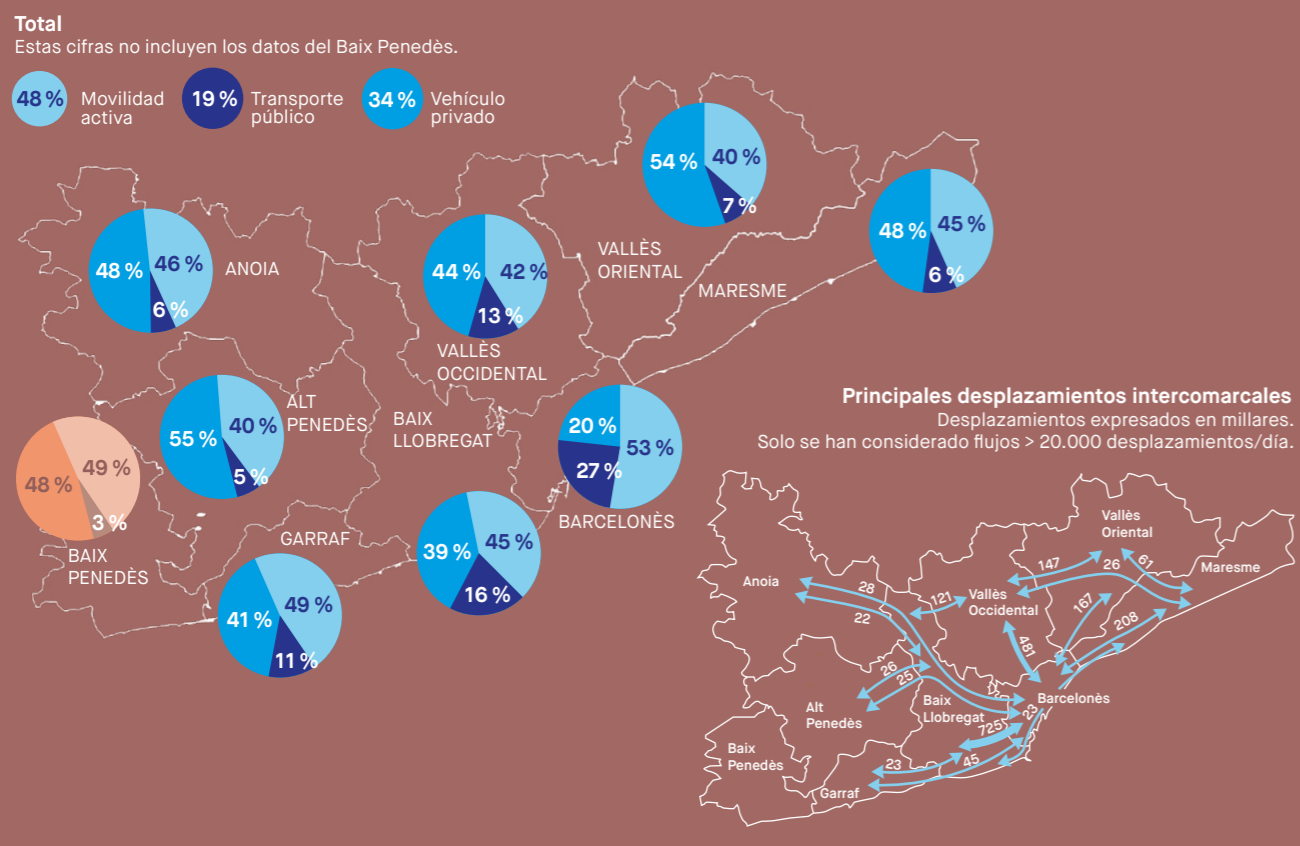 Total
Estas cifras no incluyen los datos del Baix Penedès.
48 %
Movilidad
activa
19 %
Transporte
público
34 %
Vehículo
privado
54 %
40 %
7 %
VALLÈS
ORIENTAL
48 %
45 %
6 %
MARESME
48 %
46 %
6 %
ANOIA
44 %
42 %
13 %
VALLÈS
OCCIDENTAL
55 %
40 %
5 %
ALT
PENEDÈS
BAIX
LLOBREGAT
20 %
53 %
27 %
BARCELONÈS
48 %
49 %
3 %
BAIX
PENEDÈS
GARRAF
41 %
49 %
11 %
39 %
45 %
16 %
Principales desplazamientos intercomarcales
Desplazamientos expresados en millares.
Solo se han considerado flujos > 20.000 desplazamientos/día.
Vallès
Oriental
147
26
61
Maresme
Anoia
28
22
121
Vallès
Occidental
167
208
481
26
25
Alt
Penedès
Baix
Llobregat
Barcelonès
23
725
Baix
Penedès
23
45
Garraf